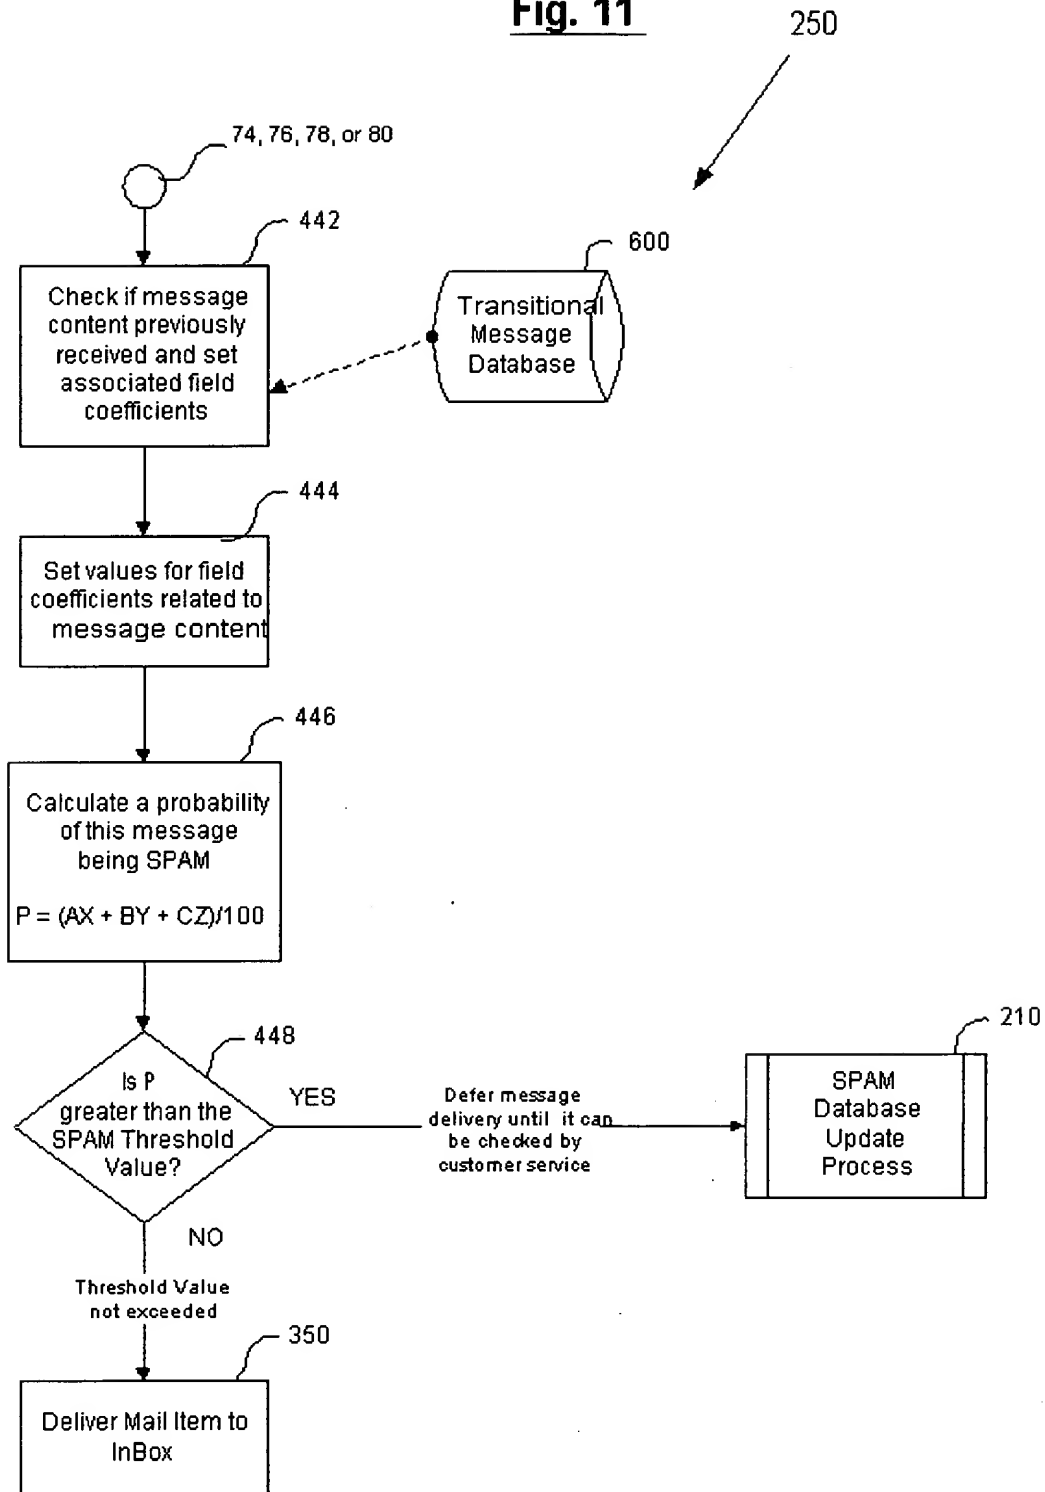 Fig. 11
250
74, 76, 78, or 80
442
Check if message
content previously
received and set
associated field
coefficients
600
Transitional
Message
Database
444
Set values for field
coefficients related to
message content
446
Calculate a probability
of this message
being SPAM
P = (AX + BY + CZ)/100
448
Is P
greater than the
SPAM Threshold
Value?
YES
Defer message
delivery until it can
be checked by
customer service
210
SPAM
Database
Update
Process
NO
Threshold Value
not exceeded
350
Deliver Mail Item to
InBox